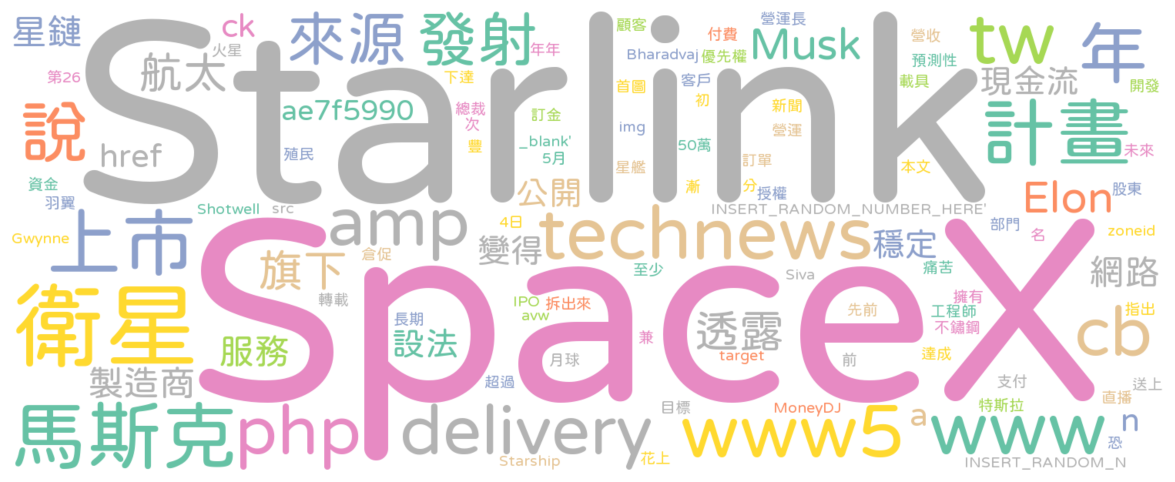 星鏈
ck
來源
發射
顧客
付費
營運長
Musk
營收
tw
年
火星
年年
Bharadvaj
優先權
預測性
第26
航太
Starlink
下達
首圖
客戶
載具
現金流
開發
說
ae7f5990
總裁
次
訂金
初
新聞
計畫
href
殖民
豐
_blank'
img
營運
5月
50萬
未來
資金
星艦
訂單
本文
羽翼
公開
漸
分
授權
Elon
股東
Shotwell
src
amp
4日
INSERT_RANDOM_NUMBER_HERE'
部門
名
zoneid
Gwynne
上市
倉促
變得
technews
穩定
旗下
SpaceX
至少
Siva
痛苦
網路
衛星
轉載
IPO
avw
拆出來
先前
擁有
工程師
不鏽鋼
指出
長期
設法
兼
透露
cb
服務
target
月球
前
達成
製造商
超過
支付
送上
直播
馬斯克
php
delivery
目標
MoneyDJ
www5
a
www
特斯拉
n
恐
Starship
花上
INSERT_RANDOM_N